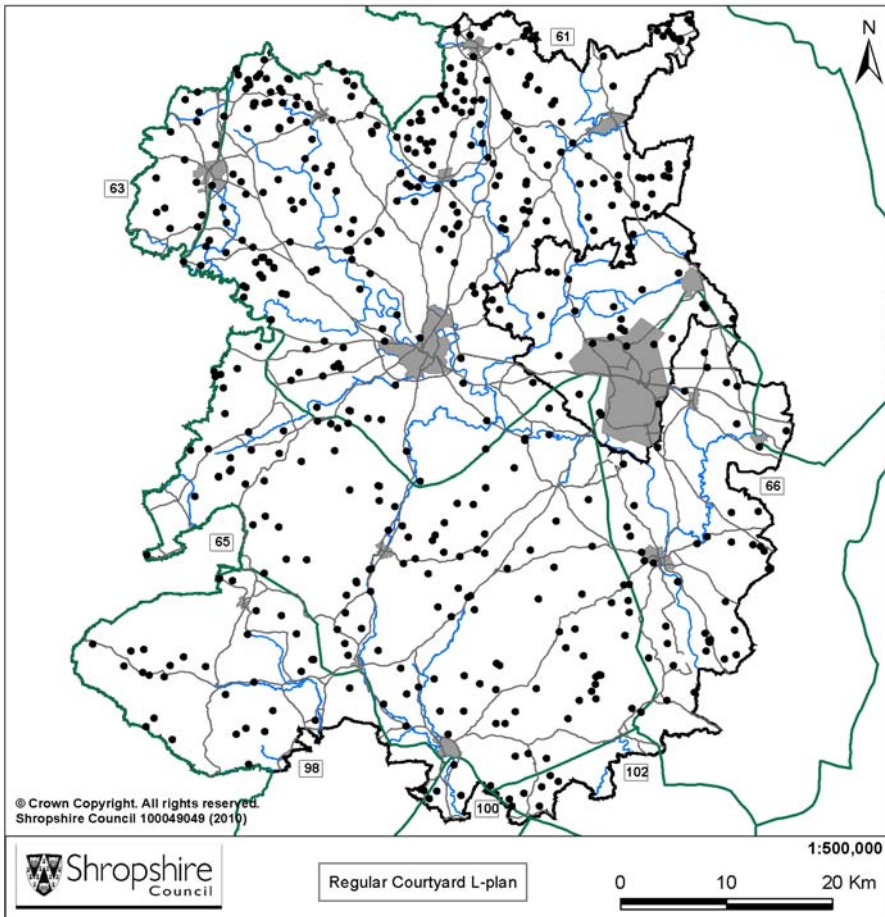 61
N
63
66
65
98
102
100
© Crown Copyright. All rights reserved.
Shropshire Council 100049049 (2010)
1:500,000
Shropshire
Council
Regular Courtyard L-plan
0 10 20 Km